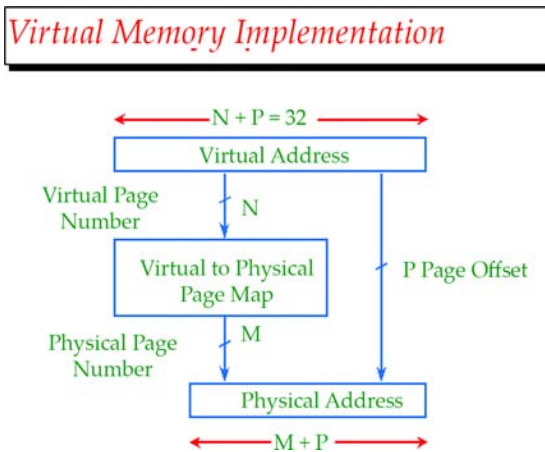 Virtual Memory Implementation
N + P = 32
Virtual Address
Virtual Page
Number
N
Virtual to Physical
Page Map
P Page Offset
Physical Page
Number
M
Physical Address
M + P